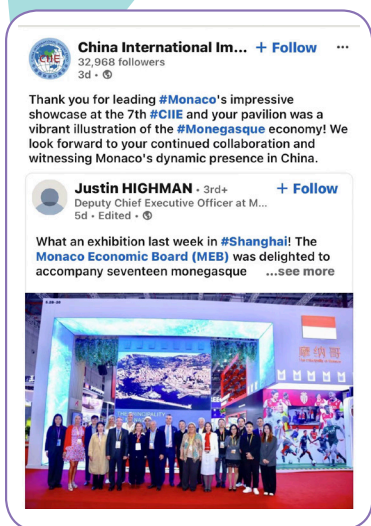 CIIE
China International Im... + Follow ...
32,968 followers
3d •
Thank you for leading #Monaco's impressive
showcase at the 7th #CIIE and your pavilion was a
vibrant illustration of the #Monegasque economy! We
look forward to your continued collaboration and
witnessing Monaco's dynamic presence in China.
Justin HIGHMAN • 3rd+ + Follow
Deputy Chief Executive Officer at M...
5d • Edited •
What an exhibition last week in #Shanghai! The
Monaco Economic Board (MEB) was delighted to
accompany seventeen monegasque ...see more
摩纳哥